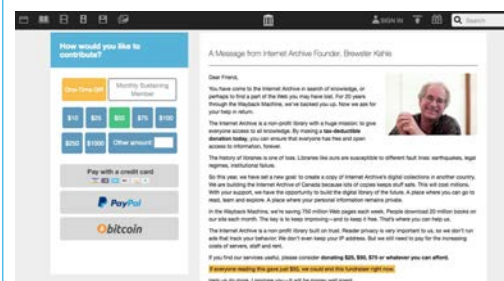 SIGN IN
Search
How would you like to
contribute?
One-Time Gift
Monthly Sustaining
Member
$10
$25
$50
$75
$100
$250
$1000
Other amount:
Pay with a credit card
PayPal
bitcoin
A Message from Internet Archive Founder, Brewster Kahle
Dear Friend,
You have come to the Internet Archive in search of knowledge, or
perhaps to find a part of the Web you may have lost. For 20 years
through the Wayback Machine, we've backed you up. Now we ask for
your help in return.
The Internet Archive is a non-profit library with a huge mission: to give
everyone access to all knowledge. By making a tax-deductible
donation today, you can ensure that everyone has free and open
access to information, forever.
The history of libraries is one of loss. Libraries like ours are susceptible to different fault lines: earthquakes, legal
regimes, institutional failure.
So this year, we have set a new goal: to create a copy of Internet Archive's digital collections in another country.
We are building the Internet Archive of Canada because lots of copies keeps stuff safe. This will cost millions.
With your support, we have the opportunity to build the digital library of the future. A place where you can go to
read, learn and explore. A place where your personal information remains private.
In the Wayback Machine, we're saving 750 million Web pages each week. People download 20 million books on
our site each month. The key is to keep improving—and to keep it free. That's where you can help us.
The Internet Archive is a non-profit library built on trust. Reader privacy is very important to us, so we don't run
ads that track your behavior. We don't even keep your IP address. But we still need to pay for the increasing
costs of servers, staff and rent.
If you find our services useful, please consider donating $25, $50, $75 or whatever you can afford.
If everyone reading this gave just $50, we could end this fundraiser right now.